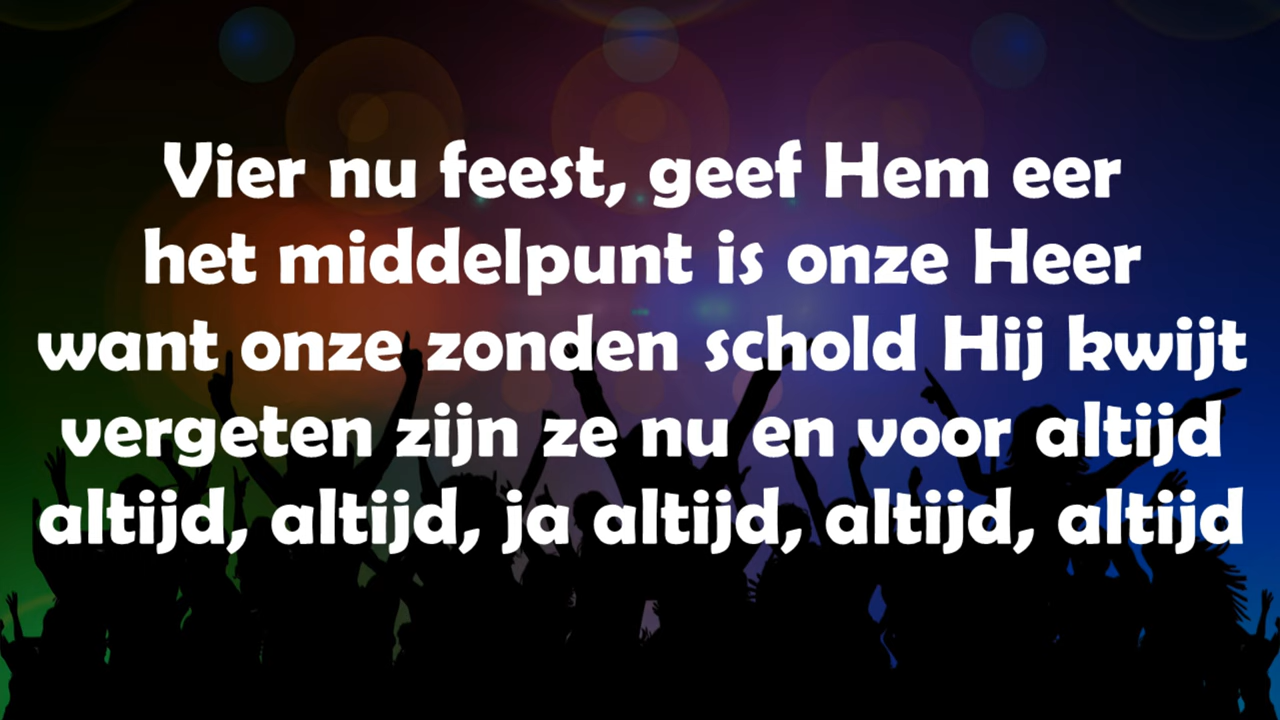 Vier nu feest, geef Hem eer
het middelpunt is onze Heer
want onze zonden schold Hij kwijt
vergeten zijn ze nu en voor altijd
altijd, altijd, ja altijd, altijd, altijd